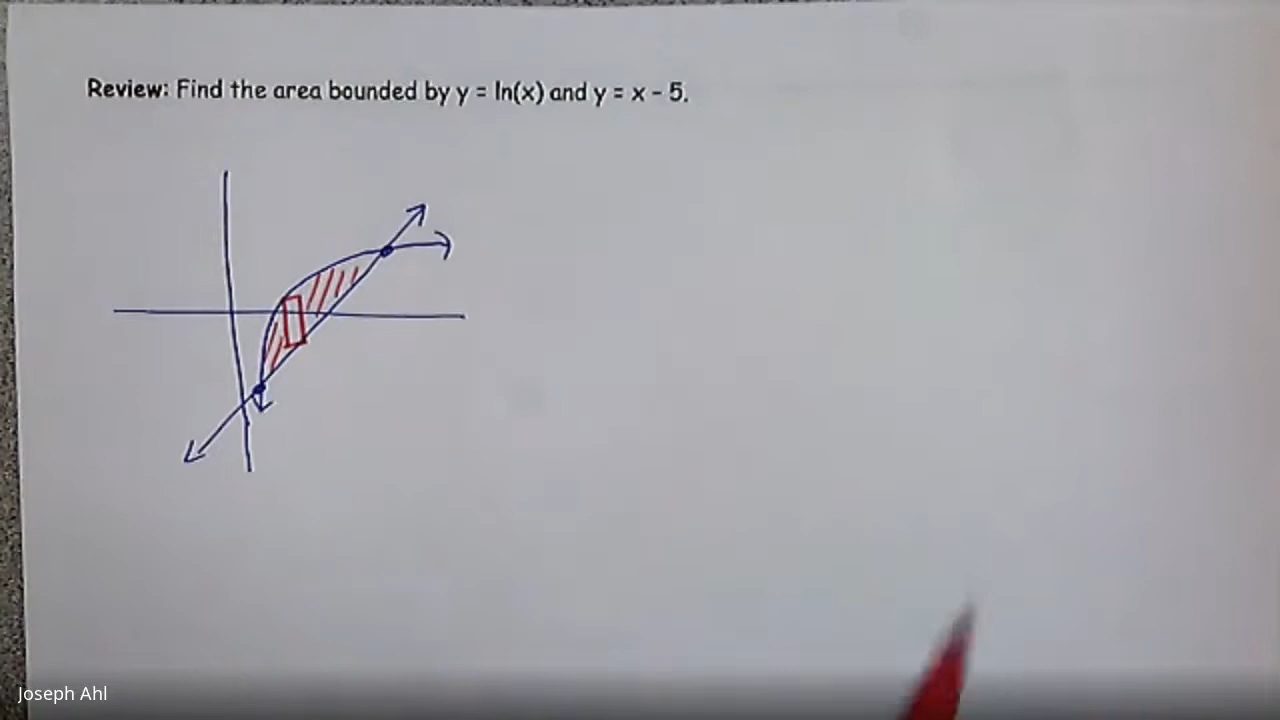 Review: Find the area bounded by y = ln(x) and y = x - 5.
Joseph Ahl